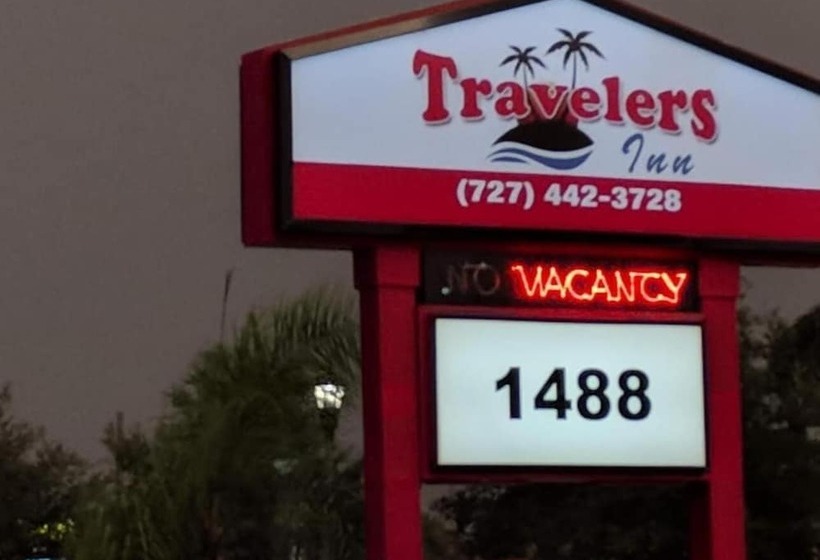 Travelers
Inn
(727) 442-3728
NO VACANCY
1488